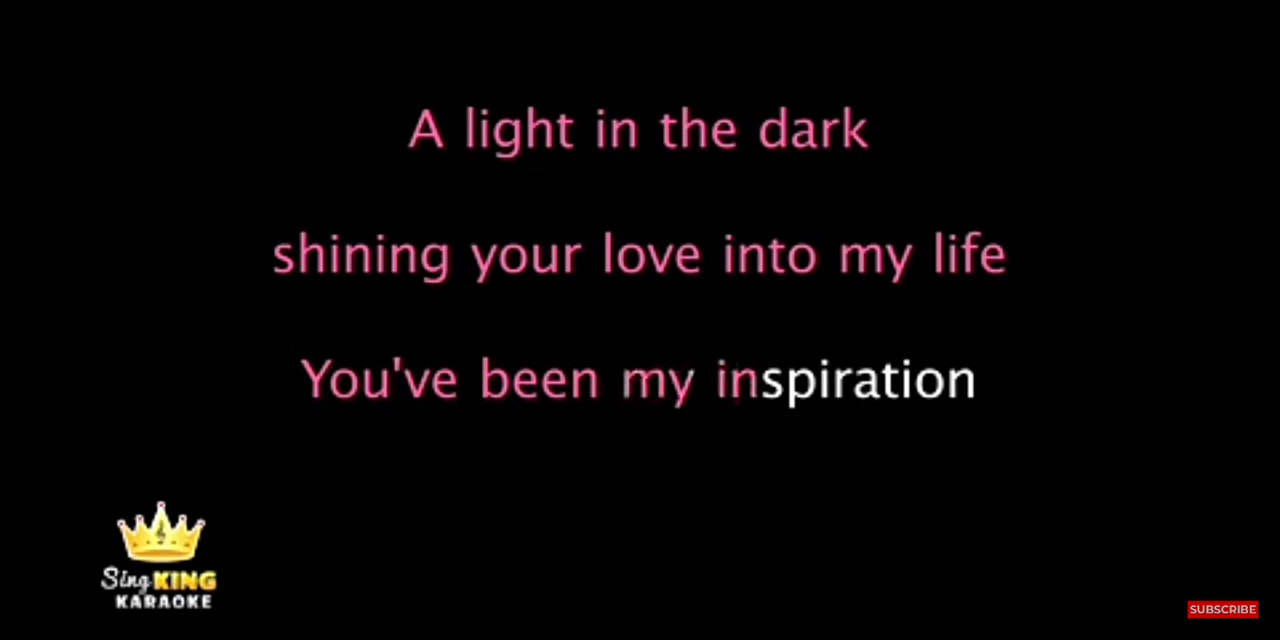 A light in the dark
shining your love into my life
You've been my inspiration
Sing KING
KARAOKE
SUBSCRIBE